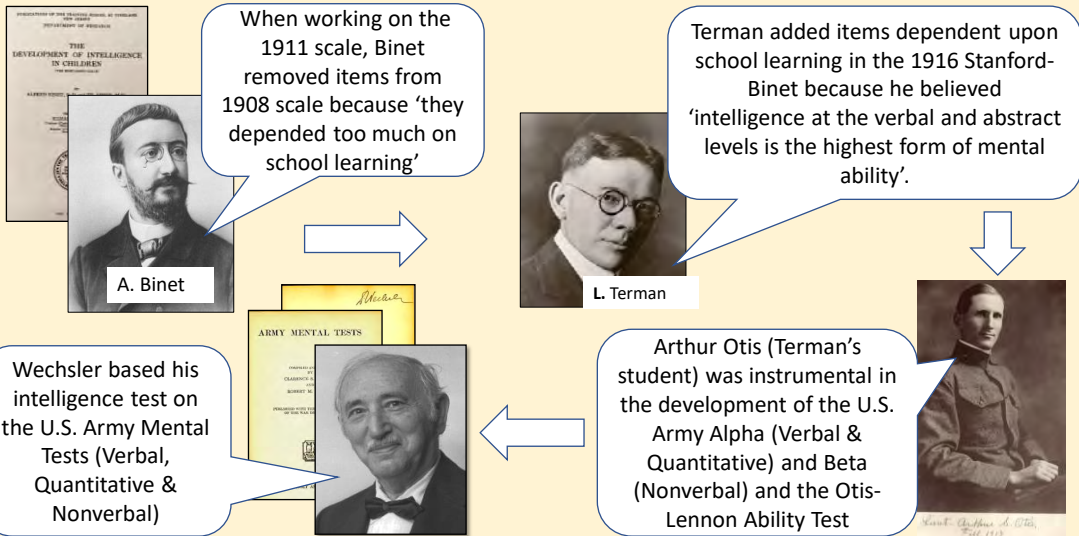 THE
DEVELOPMENT OF INTELLIGENCE
IN CHILDREN
When working on the
1911 scale, Binet
removed items from
1908 scale because ‘they
depended too much on
school learning’
A. Binet
Terman added items dependent upon
school learning in the 1916 Stanford-
Binet because he believed
‘intelligence at the verbal and abstract
levels is the highest form of mental
ability’.
L. Terman
Arthur Otis (Terman’s
student) was instrumental in
the development of the U.S.
Army Alpha (Verbal &
Quantitative) and Beta
(Nonverbal) and the Otis-
Lennon Ability Test
Lieut. Arthur S. Otis
ARMY MENTAL TESTS
Wechsler based his
intelligence test on
the U.S. Army Mental
Tests (Verbal,
Quantitative &
Nonverbal)